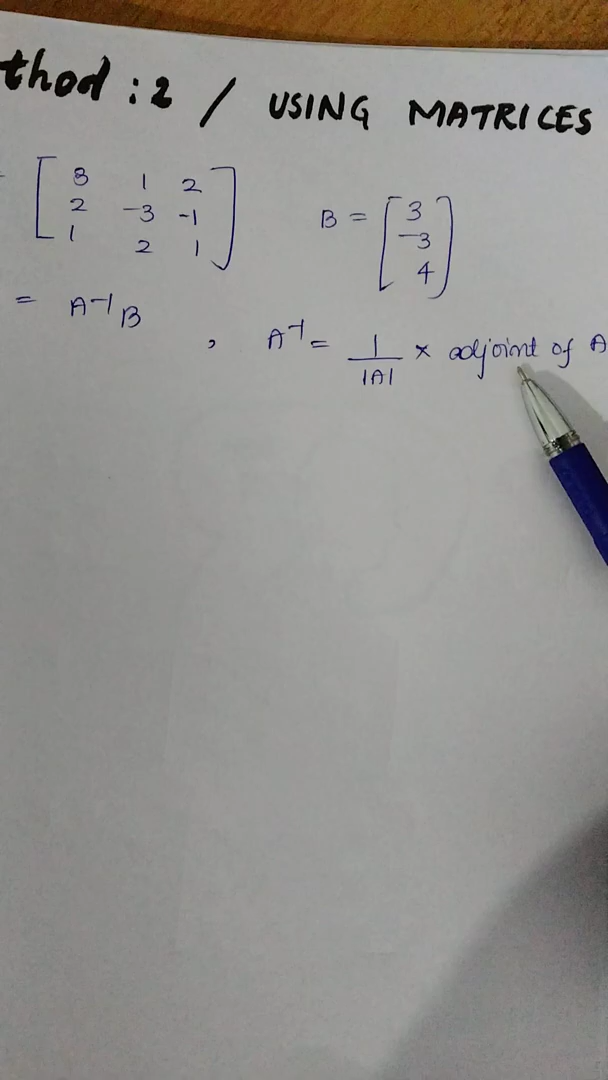 thod : 2 / USING MATRICES
[ 3 1 2 ]
2 -3 -1
1 2 1
B = [ 3 ]
-3
4
= A⁻¹B , A⁻¹ = 1/|A| × adjoint of A